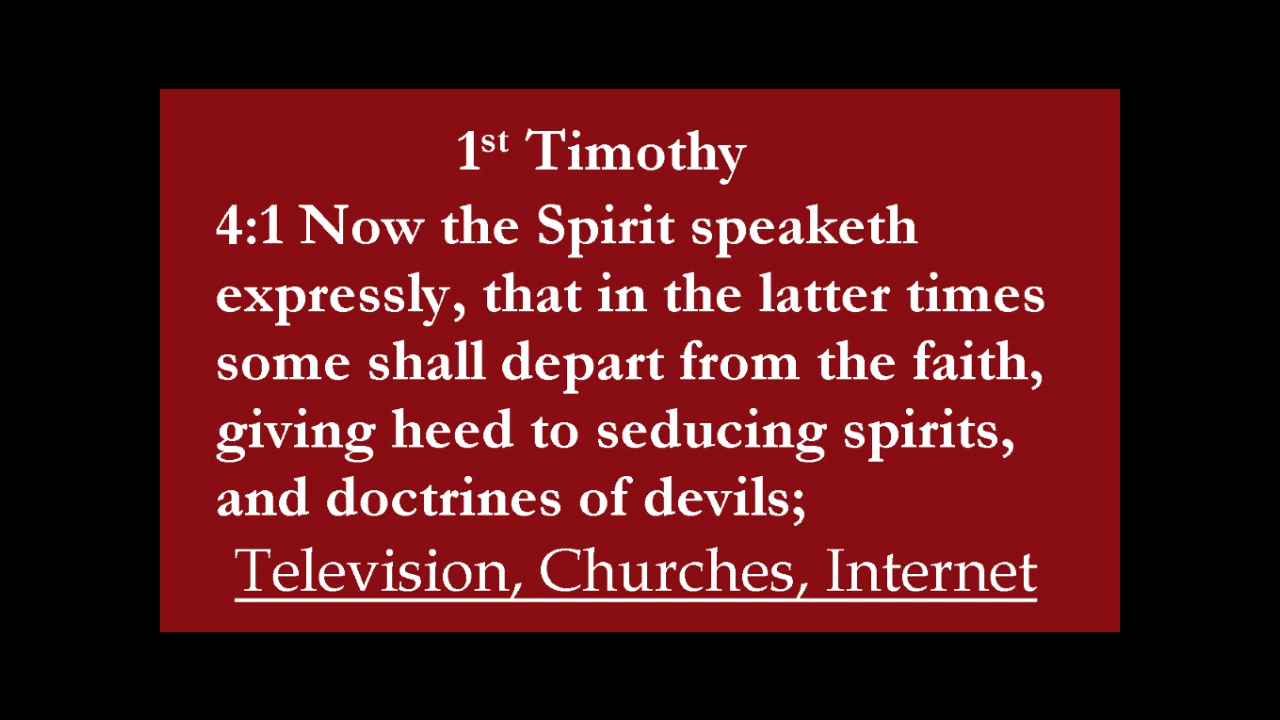 1st Timothy
4:1 Now the Spirit speaketh
expressly, that in the latter times
some shall depart from the faith,
giving heed to seducing spirits,
and doctrines of devils;
Television, Churches, Internet